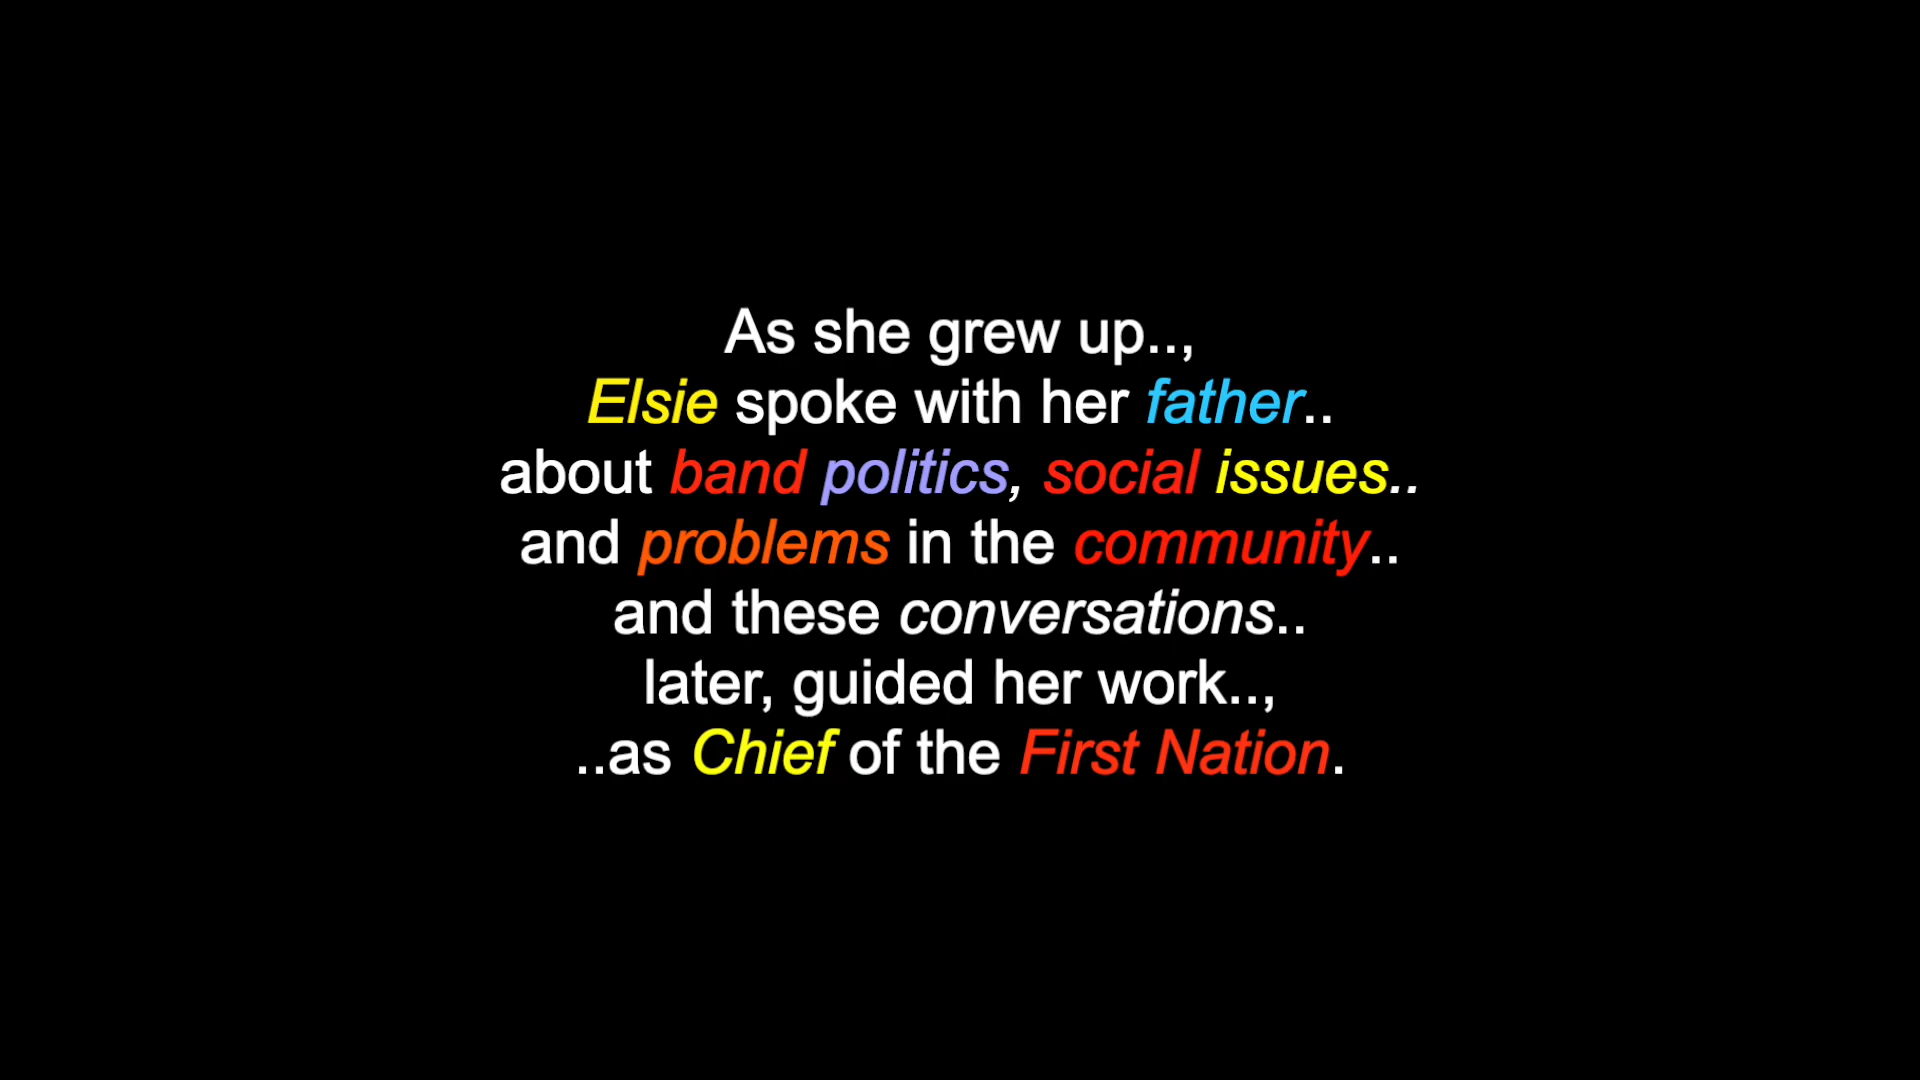 As she grew up..,
Elsie spoke with her father..
about band politics, social issues..
and problems in the community..
and these conversations..
later, guided her work..,
..as Chief of the First Nation.